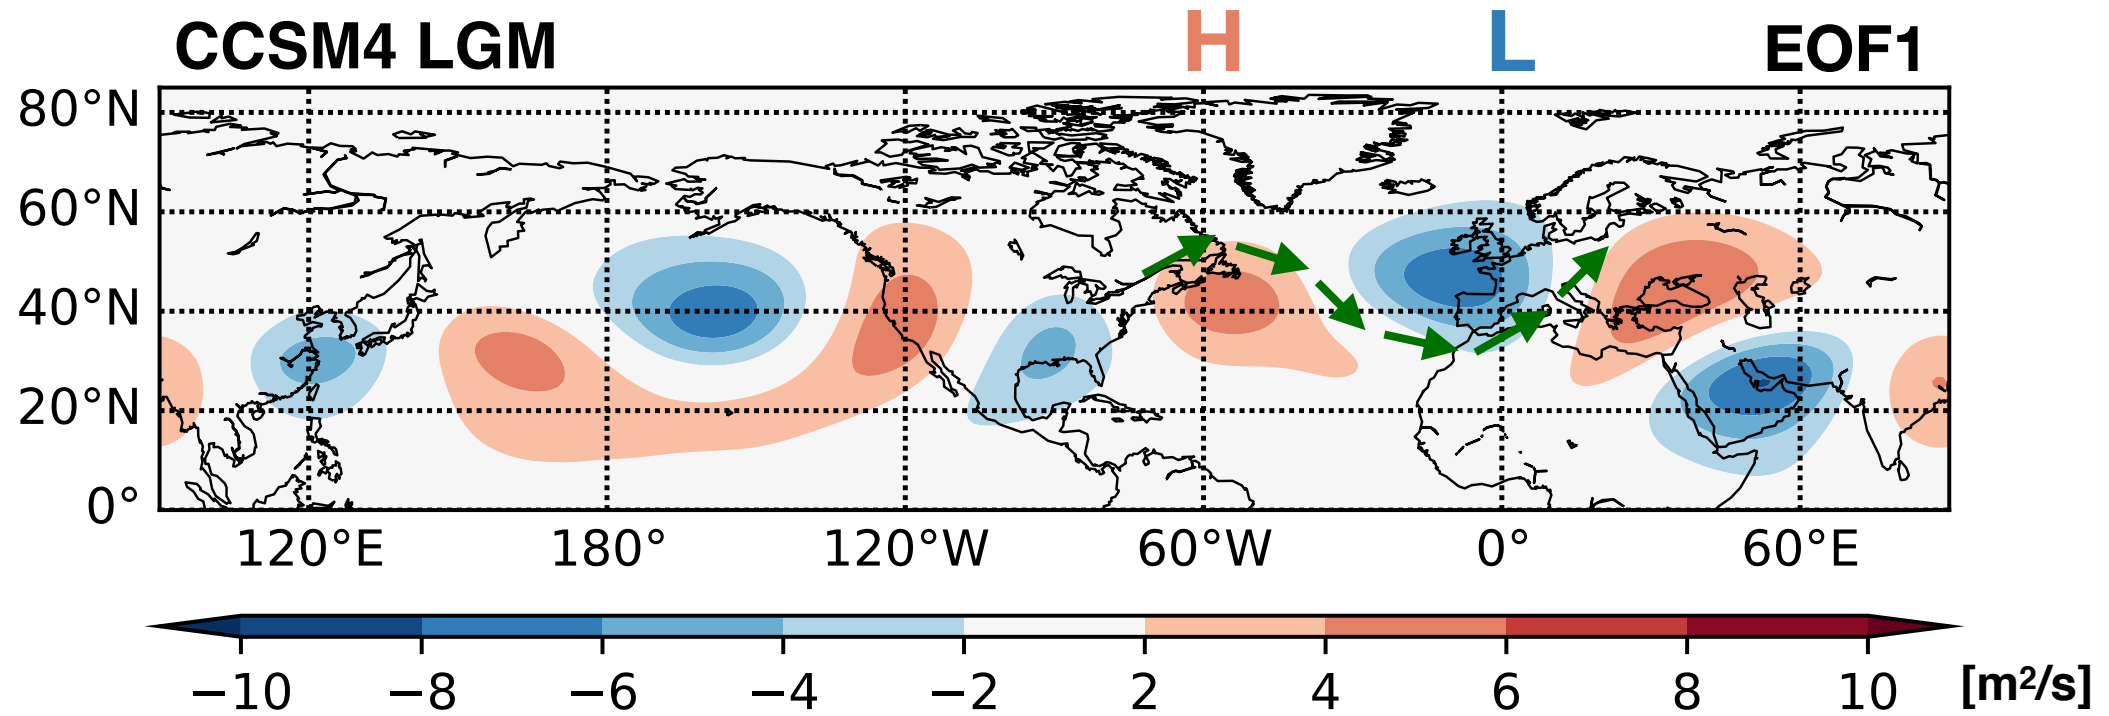 CCSM4 LGM H L EOF1
80°N
60°N
40°N
20°N
0°
120°E 180° 120°W 60°W 0° 60°E
−10 −8 −6 −4 −2 2 4 6 8 10 [m²/s]